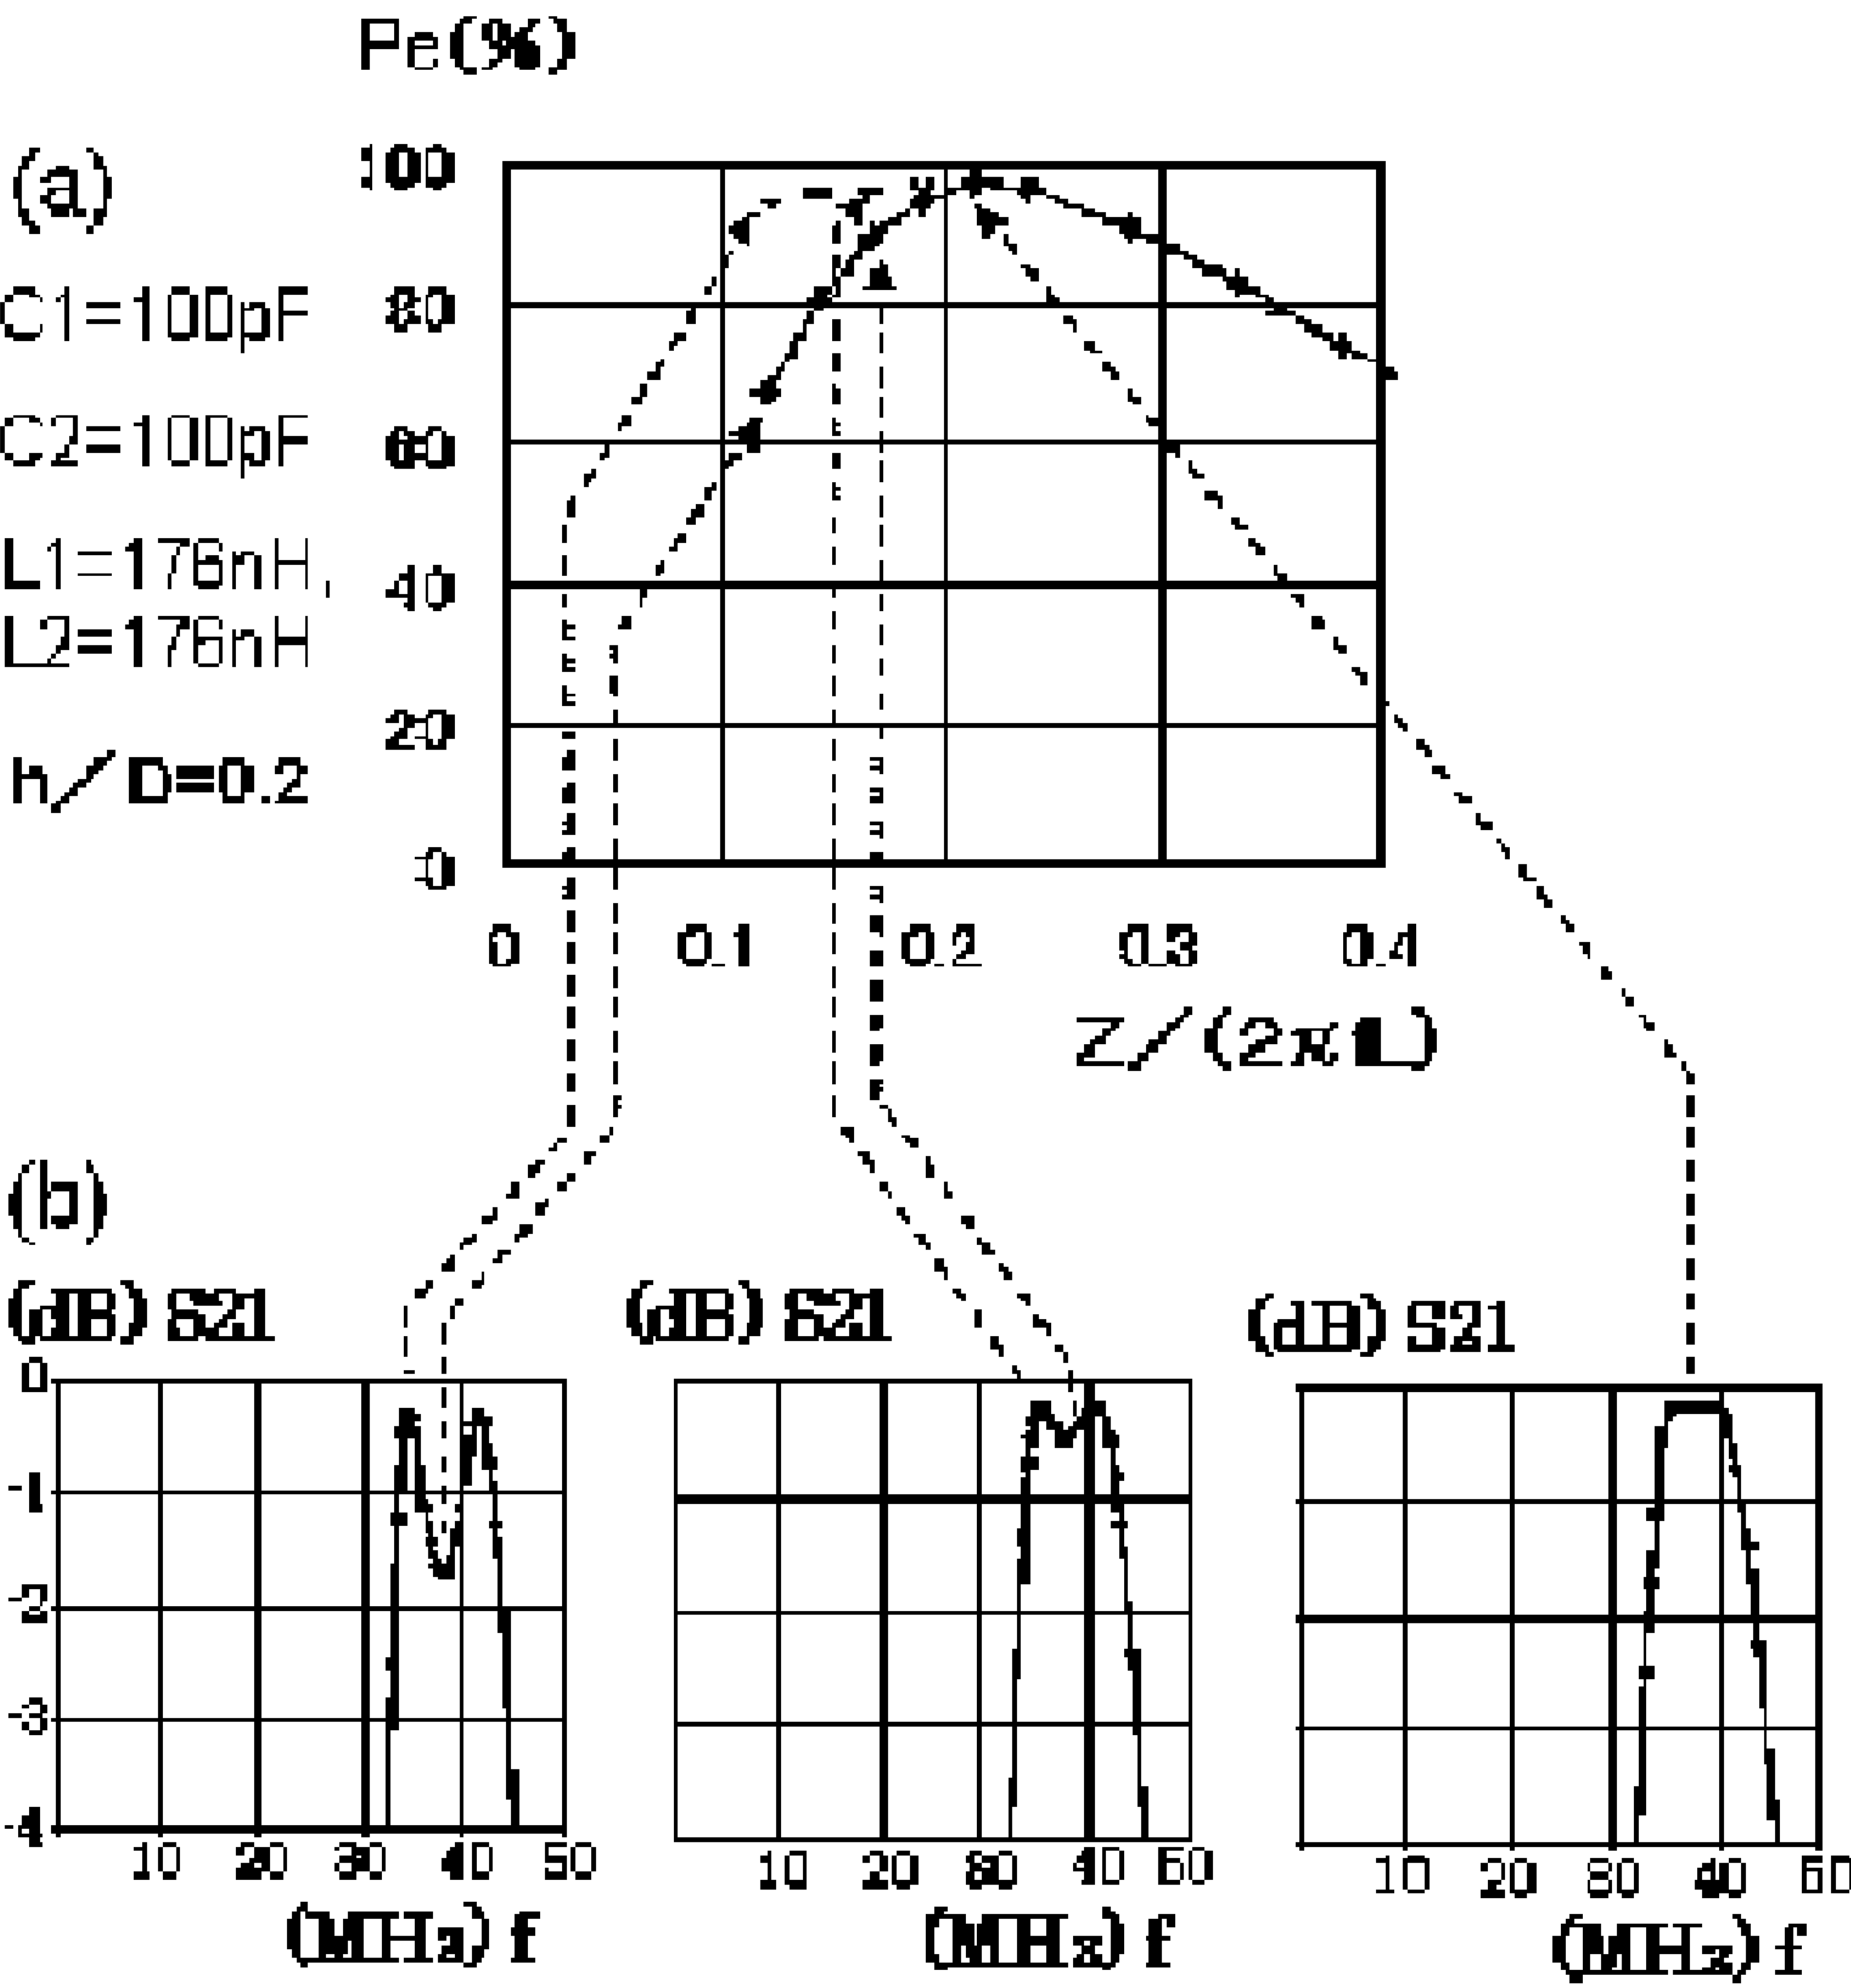 Pe(%)
(a)
100
C1=100pF
80
C2=100pF
60
L1=176nH,
40
L2=176nH
20
h/D=0.2
0
0 0.1 0.2 0.3 0.4
Z/(2πfL)
(b)
(dB) S21 (dB) S21 (dB) S21
0
-1
-2
-3
-4
10 20 30 40 50 10 20 30 40 50 10 20 30 40 50
(MHz) f (MHz) f (MHz) f